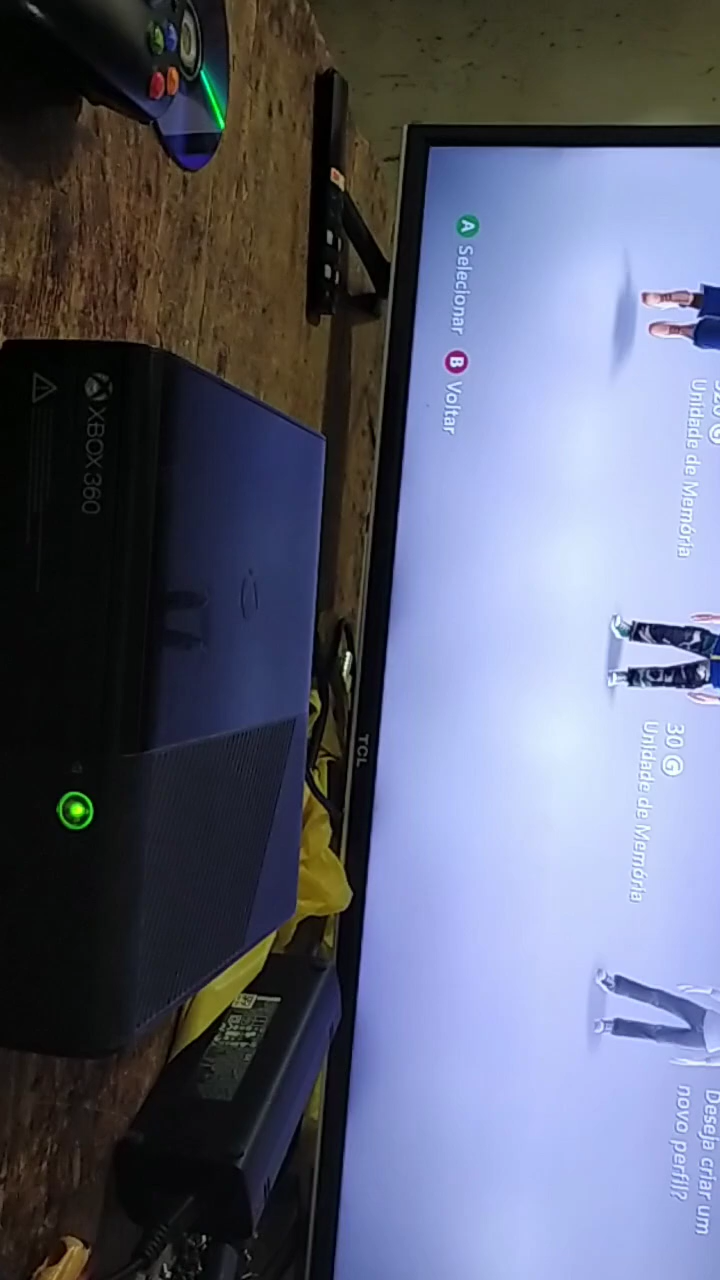 Unidade de Memória
30 G
Unidade de Memória
Deseja criar um
novo perfil?
A Selecionar B Voltar
TCL
XBOX 360